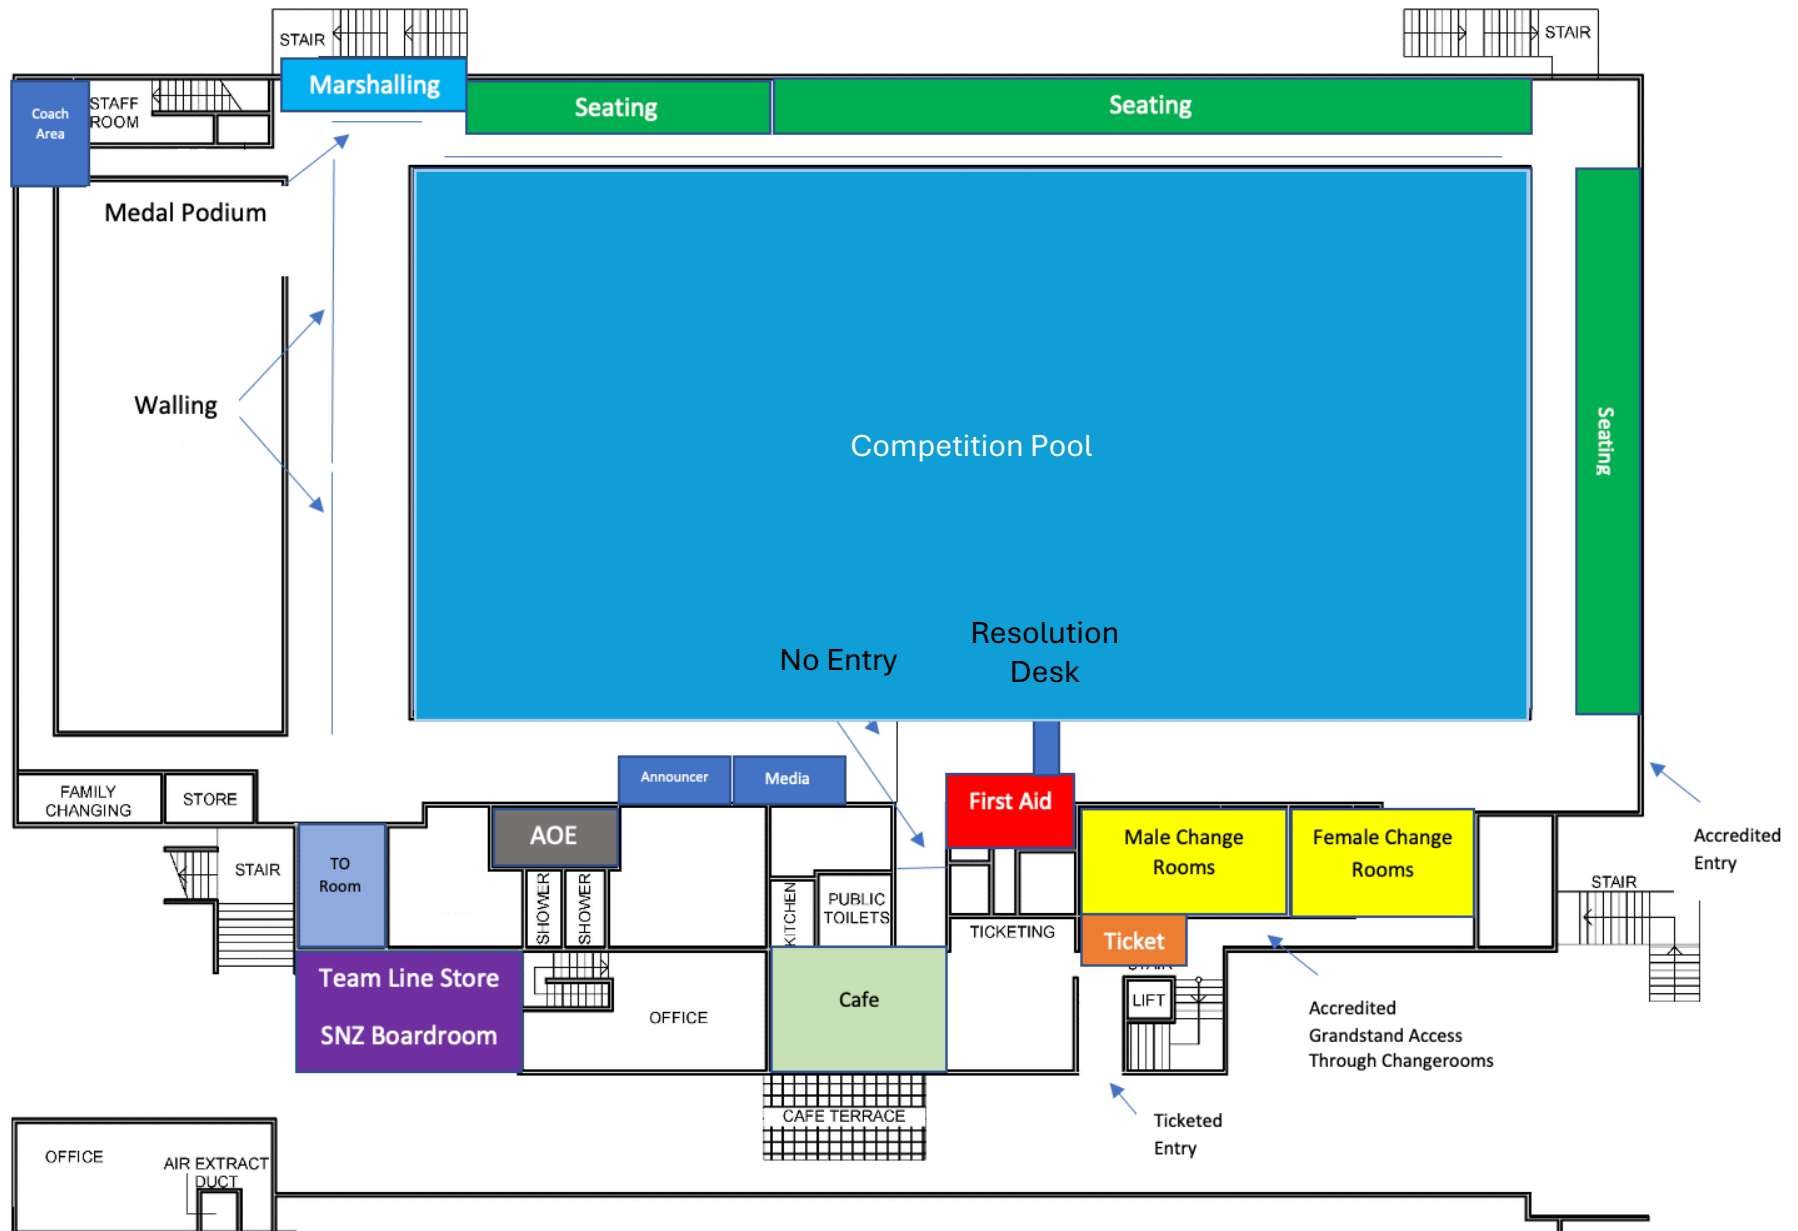 STAIR
STAIR
Marshalling
Coach
Area
STAFF
ROOM
Seating
Seating
Medal Podium
Walling
Competition Pool
Seating
Resolution
Desk
No Entry
Announcer
Media
FAMILY
CHANGING
STORE
First Aid
AOE
Male Change
Rooms
Female Change
Rooms
Accredited
Entry
STAIR
TO
Room
SHOWER
SHOWER
KITCHEN
PUBLIC
TOILETS
STAIR
TICKETING
Ticket
STAIR
Team Line Store
SNZ Boardroom
OFFICE
Cafe
LIFT
Accredited
Grandstand Access
Through Changerooms
CAFE TERRACE
Ticketed
Entry
OFFICE
AIR EXTRACT
DUCT